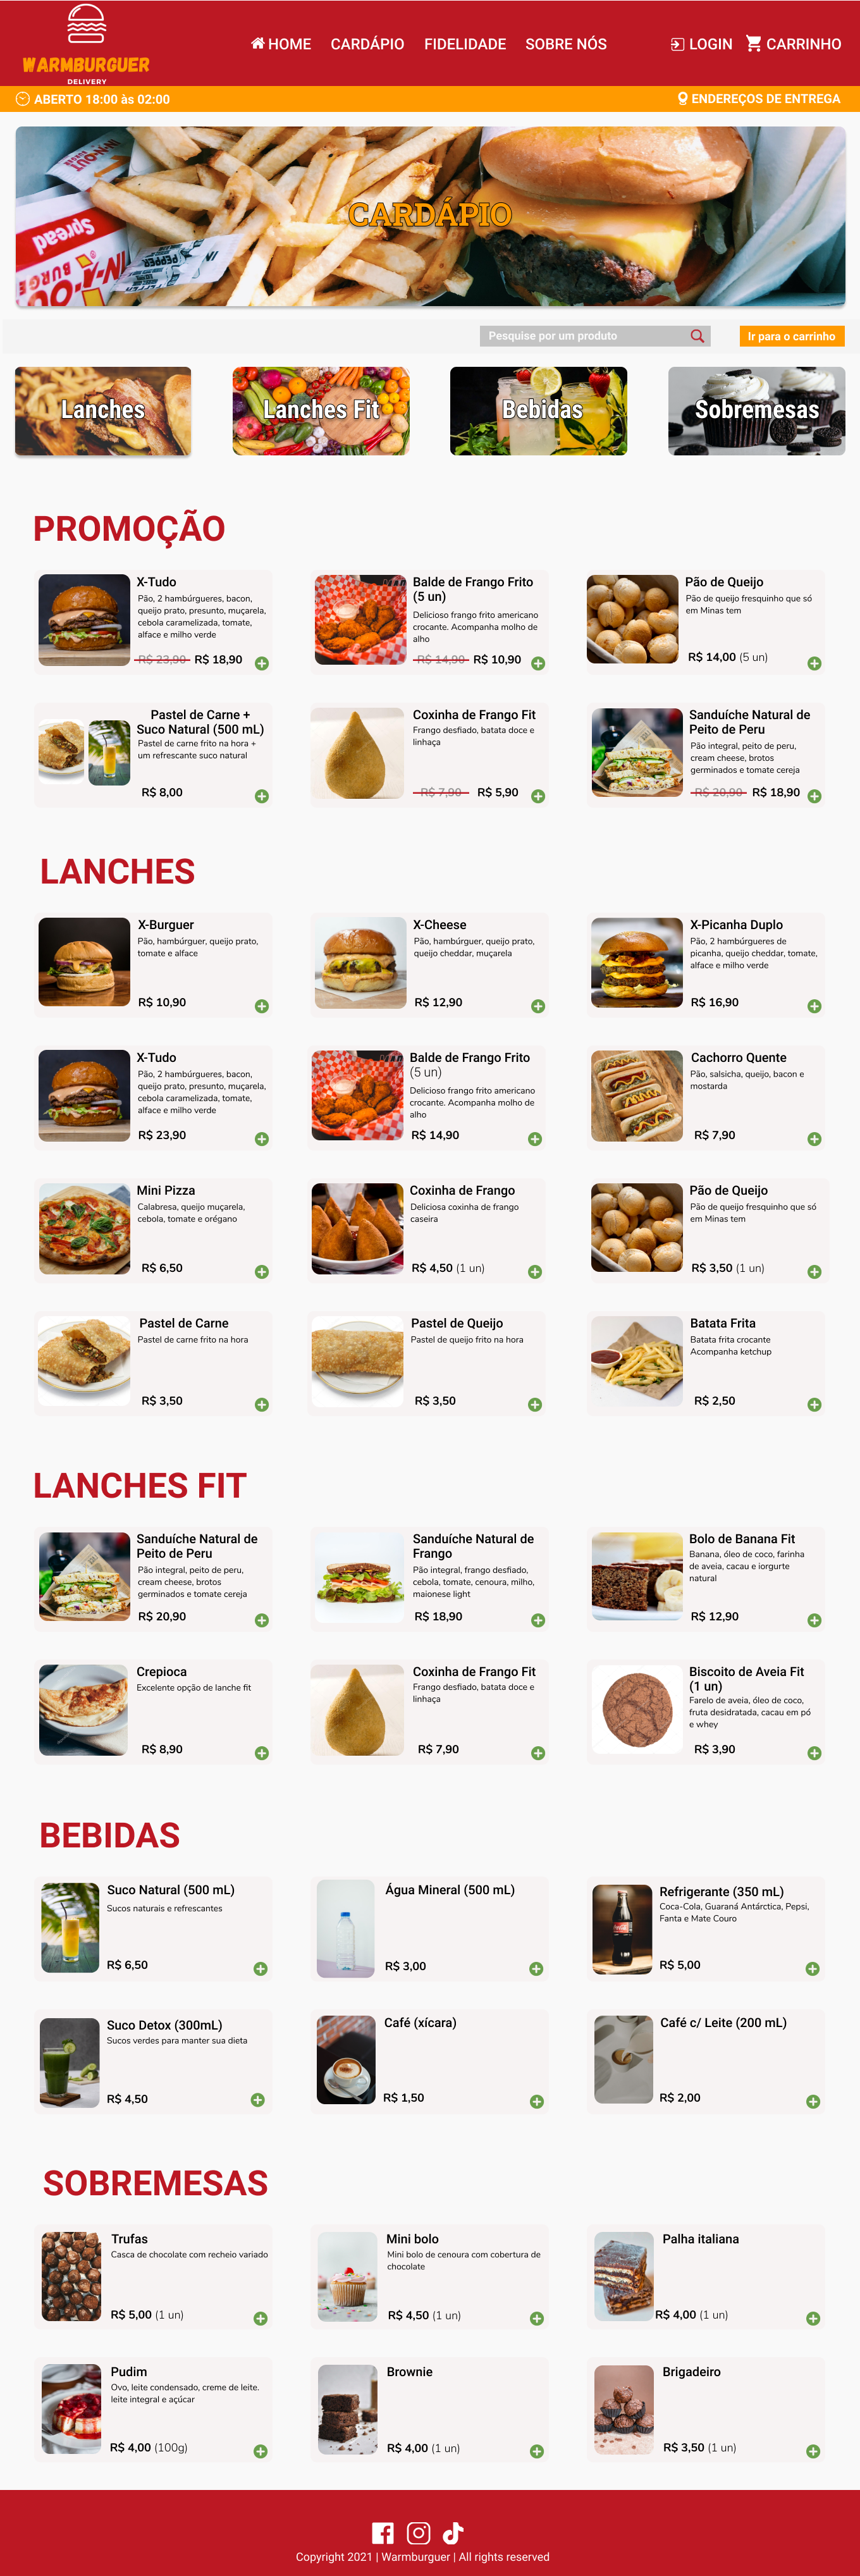 WARMBURGUER
DELIVERY
HOME CARDÁPIO FIDELIDADE SOBRE NÓS LOGIN CARRINHO
ABERTO 18:00 às 02:00
ENDEREÇOS DE ENTREGA
CARDÁPIO
Spread
IN-N-OUT
PEPPER
Pesquise por um produto
Ir para o carrinho
Lanches
Lanches Fit
Bebidas
Sobremesas
PROMOÇÃO
X-Tudo
Pão, 2 hambúrgueres, bacon,
queijo prato, presunto, muçarela,
cebola caramelizada, tomate,
alface e milho verde
R$ 23,90 R$ 18,90
Balde de Frango Frito
(5 un)
Delicioso frango frito americano
crocante. Acompanha molho de
alho
R$ 14,90 R$ 10,90
Pão de Queijo
Pão de queijo fresquinho que só
em Minas tem
R$ 14,00 (5 un)
Pastel de Carne +
Suco Natural (500 mL)
Pastel de carne frito na hora +
um refrescante suco natural
R$ 8,00
Coxinha de Frango Fit
Frango desfiado, batata doce e
linhaça
R$ 7,90 R$ 5,90
Sanduíche Natural de
Peito de Peru
Pão integral, peito de peru,
cream cheese, brotos
germinados e tomate cereja
R$ 20,90 R$ 18,90
LANCHES
X-Burguer
Pão, hambúrguer, queijo prato,
tomate e alface
R$ 10,90
X-Cheese
Pão, hambúrguer, queijo prato,
queijo cheddar, muçarela
R$ 12,90
X-Picanha Duplo
Pão, 2 hambúrgueres de
picanha, queijo cheddar, tomate,
alface e milho verde
R$ 16,90
X-Tudo
Pão, 2 hambúrgueres, bacon,
queijo prato, presunto, muçarela,
cebola caramelizada, tomate,
alface e milho verde
R$ 23,90
Balde de Frango Frito
(5 un)
Delicioso frango frito americano
crocante. Acompanha molho de
alho
R$ 14,90
Cachorro Quente
Pão, salsicha, queijo, bacon e
mostarda
R$ 7,90
Mini Pizza
Calabresa, queijo muçarela,
cebola, tomate e orégano
R$ 6,50
Coxinha de Frango
Deliciosa coxinha de frango
caseira
R$ 4,50 (1 un)
Pão de Queijo
Pão de queijo fresquinho que só
em Minas tem
R$ 3,50 (1 un)
Pastel de Carne
Pastel de carne frito na hora
R$ 3,50
Pastel de Queijo
Pastel de queijo frito na hora
R$ 3,50
Batata Frita
Batata frita crocante
Acompanha ketchup
R$ 2,50
LANCHES FIT
Sanduíche Natural de
Peito de Peru
Pão integral, peito de peru,
cream cheese, brotos
germinados e tomate cereja
R$ 20,90
Sanduíche Natural de
Frango
Pão integral, frango desfiado,
cebola, tomate, cenoura, milho,
maionese light
R$ 18,90
Bolo de Banana Fit
Banana, óleo de coco, farinha
de aveia, cacau e iorgurte
natural
R$ 12,90
Crepioca
Excelente opção de lanche fit
R$ 8,90
Coxinha de Frango Fit
Frango desfiado, batata doce e
linhaça
R$ 7,90
Biscoito de Aveia Fit
(1 un)
Farelo de aveia, óleo de coco,
fruta desidratada, cacau em pó
e whey
R$ 3,90
BEBIDAS
Suco Natural (500 mL)
Sucos naturais e refrescantes
R$ 6,50
Água Mineral (500 mL)
R$ 3,00
Refrigerante (350 mL)
Coca-Cola, Guaraná Antárctica, Pepsi,
Fanta e Mate Couro
R$ 5,00
Suco Detox (300mL)
Sucos verdes para manter sua dieta
R$ 4,50
Café (xícara)
R$ 1,50
Café c/ Leite (200 mL)
R$ 2,00
SOBREMESAS
Trufas
Casca de chocolate com recheio variado
R$ 5,00 (1 un)
Mini bolo
Mini bolo de cenoura com cobertura de
chocolate
R$ 4,50 (1 un)
Palha italiana
R$ 4,00 (1 un)
Pudim
Ovo, leite condensado, creme de leite.
leite integral e açúcar
R$ 4,00 (100g)
Brownie
R$ 4,00 (1 un)
Brigadeiro
R$ 3,50 (1 un)
Copyright 2021 | Warmburguer | All rights reserved